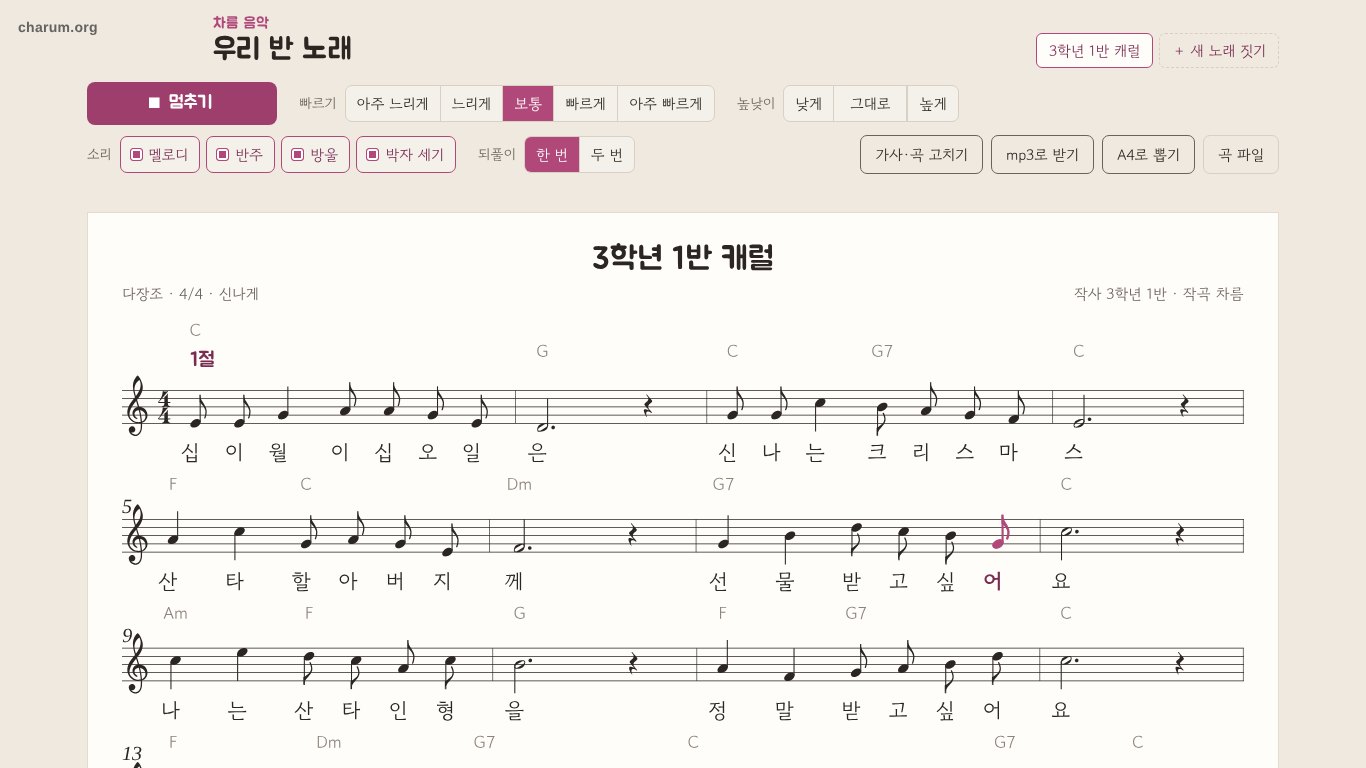 charum.org
차름 음악
우리 반 노래
3학년 1반 캐럴
+ 새 노래 짓기
■ 멈추기
빠르기 아주 느리게 느리게 보통 빠르게 아주 빠르게
높낮이 낮게 그대로 높게
소리 멜로디 반주 방울 박자 세기
되풀이 한 번 두 번
가사·곡 고치기 mp3로 받기 A4로 뽑기 곡 파일
3학년 1반 캐럴
다장조 · 4/4 · 신나게
작사 3학년 1반 · 작곡 차름
C G C G7 C
1절
4
4
십 이 월 이 십 오 일 은 신 나 는 크 리 스 마 스
F C Dm G7 C
5
산 타 할 아 버 지 께 선 물 받 고 싶 어 요
Am F G F G7 C
9
나 는 산 타 인 형 을 정 말 받 고 싶 어 요
F Dm G7 C G7 C
13